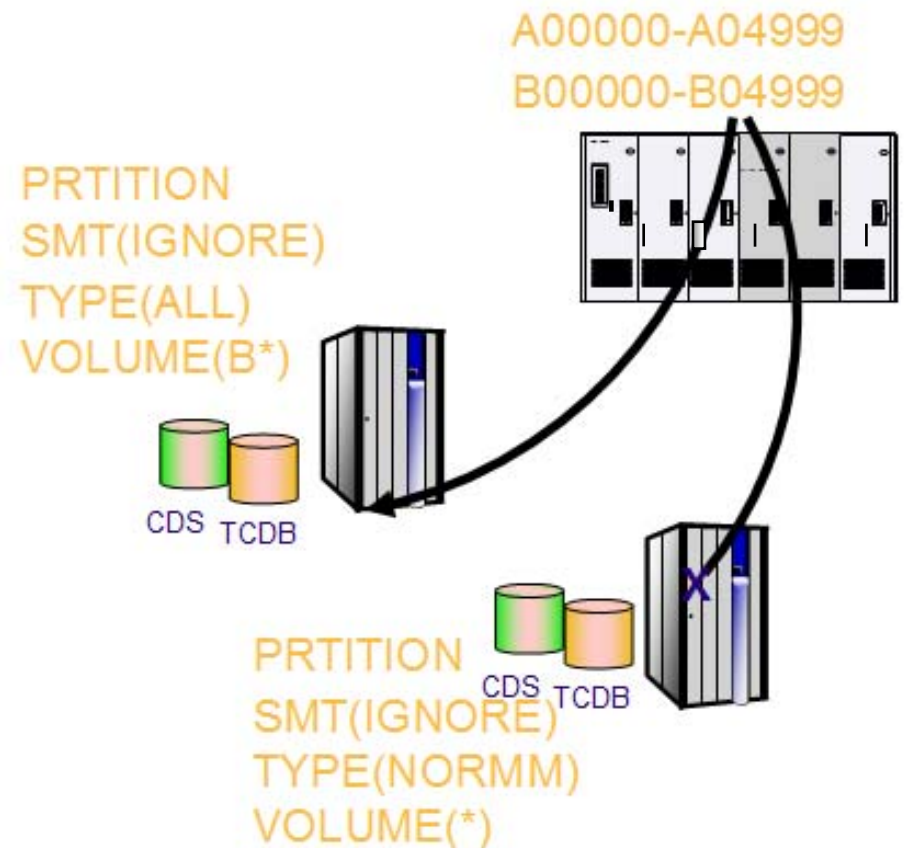 A00000-A04999
B00000-B04999
PRTITION
SMT(IGNORE)
TYPE(ALL)
VOLUME(B*)
CDS TCDB
X
CDS TCDB
PRTITION
SMT(IGNORE)
TYPE(NORMM)
VOLUME(*)